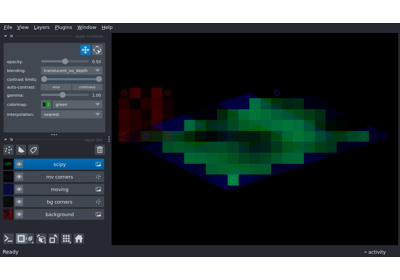 File View Layers Plugins Window Help
opacity: 0.50
blending: translucent_no_depth
contrast limits:
auto-contrast: once continuous
gamma: 1.00
colormap: green
interpolation: nearest
scipy
mv corners
moving
bg corners
background
Ready
activity